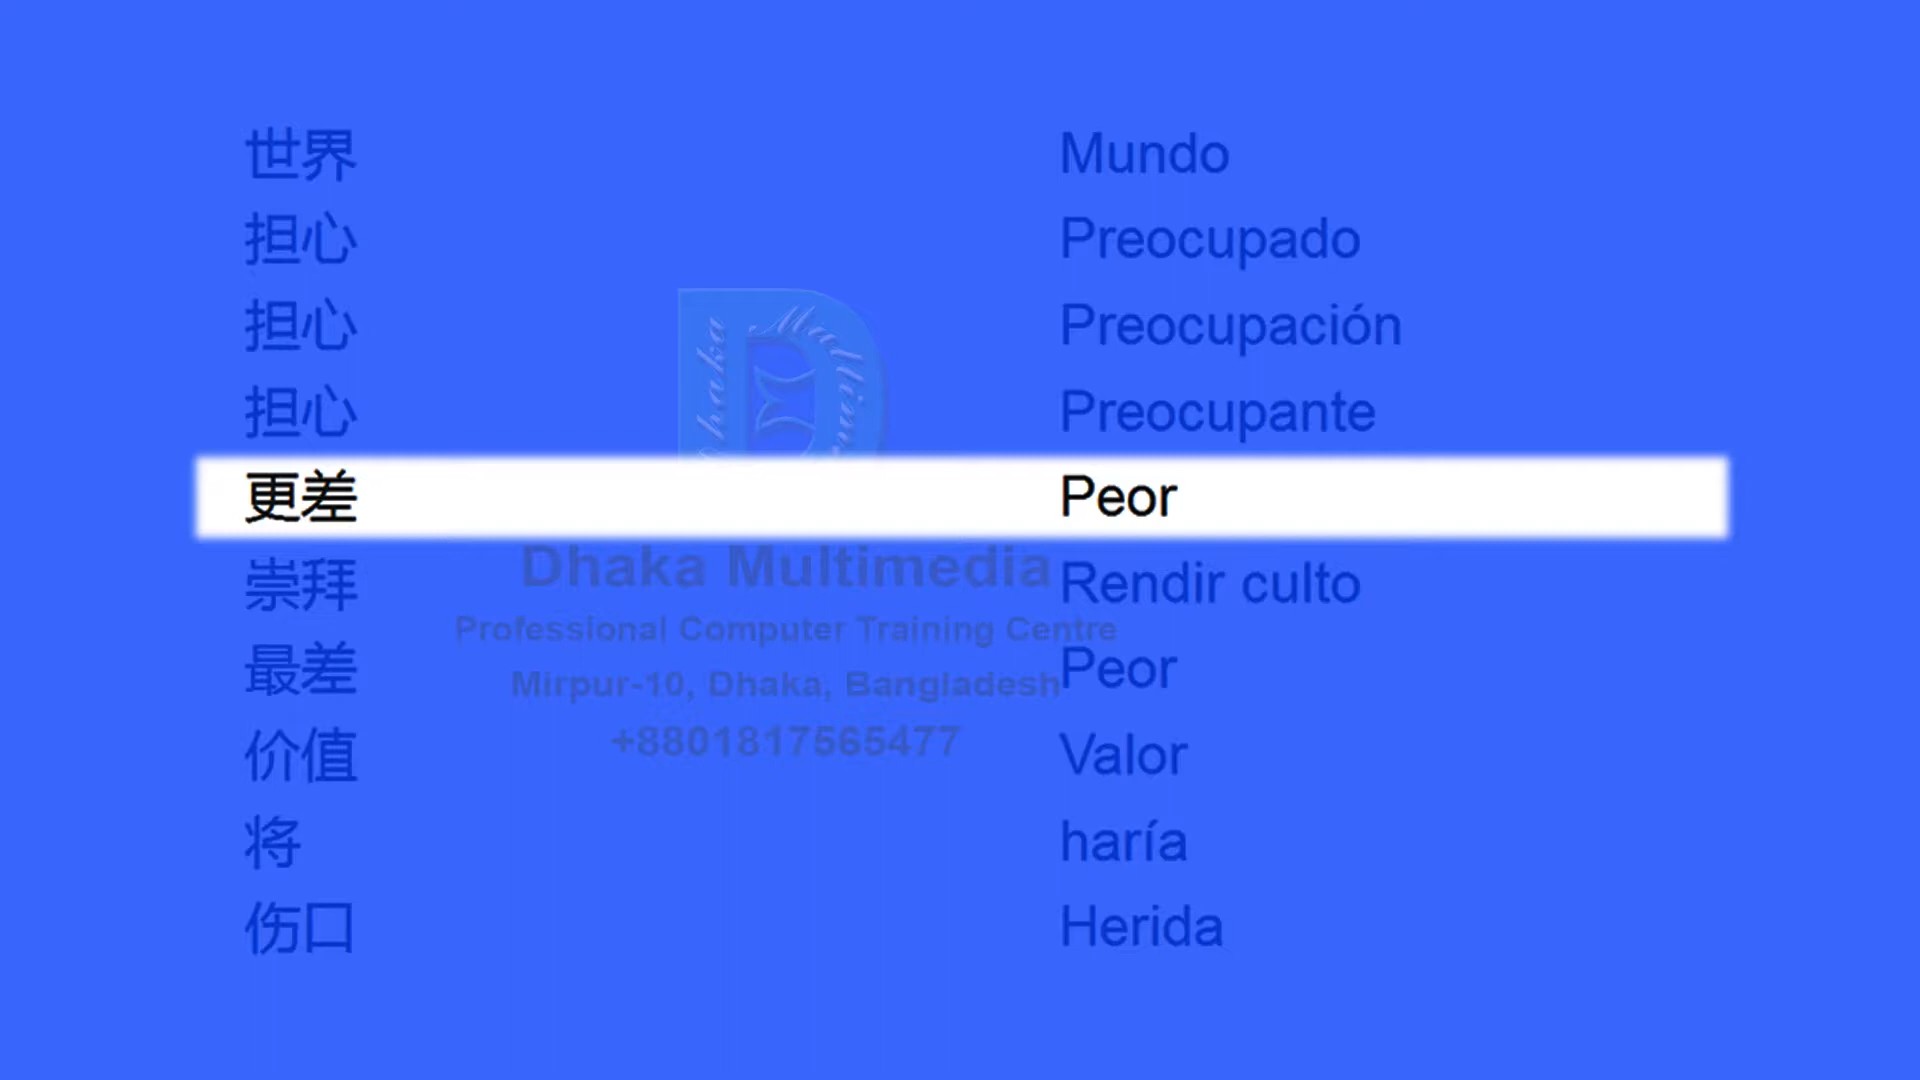 世界 Mundo
担心 Preocupado
担心 Preocupación
担心 Preocupante
更差 Peor
崇拜 Rendir culto
最差 Peor
价值 Valor
将 haría
伤口 Herida
Dhaka Multimedia
Professional Computer Training Centre
Mirpur-10, Dhaka, Bangladesh
+8801817565477